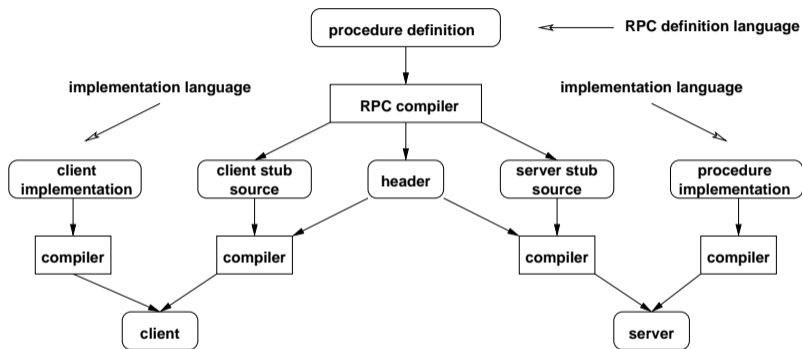 procedure definition
RPC definition language
implementation language
implementation language
RPC compiler
client
implementation
client stub
source
header
server stub
source
procedure
implementation
compiler
compiler
compiler
compiler
client
server